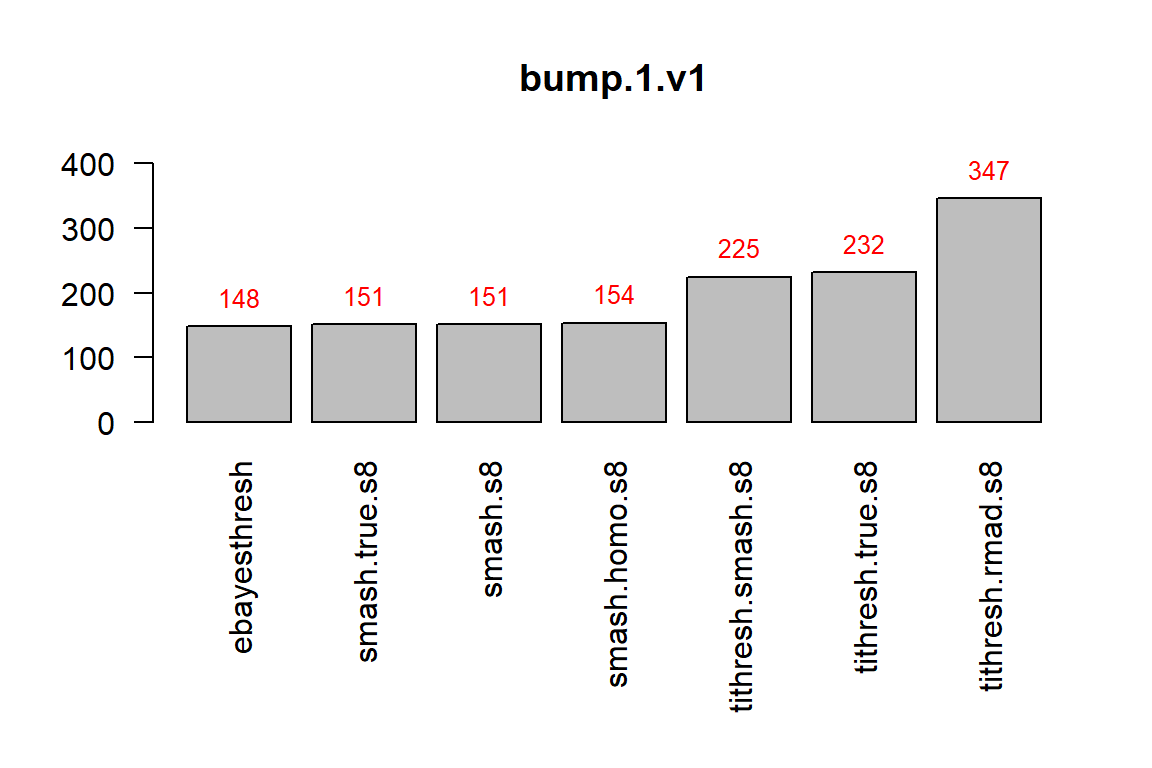 bump.1.v1
400
300
200
100
0
148
151
151
154
225
232
347
ebayesthresh
smash.true.s8
smash.s8
smash.homo.s8
tithresh.smash.s8
tithresh.true.s8
tithresh.rmad.s8